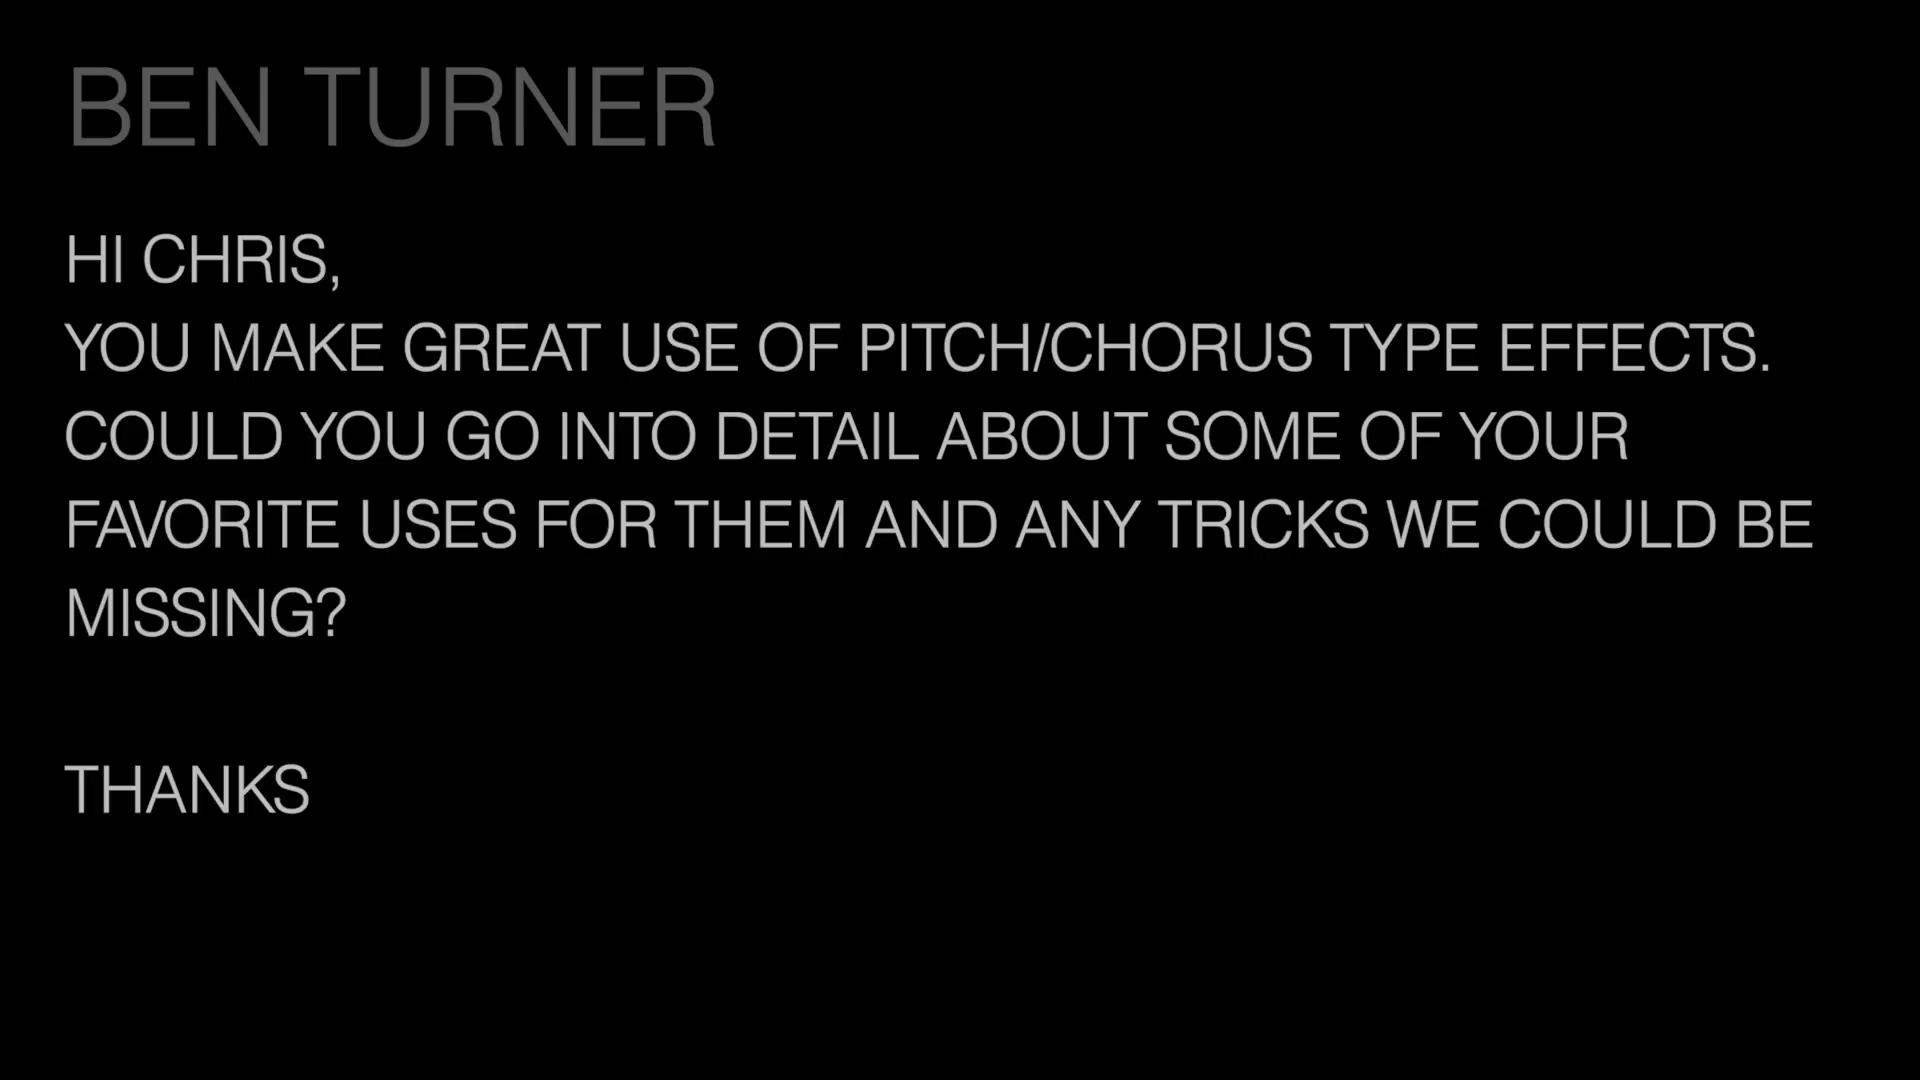 BEN TURNER
HI CHRIS,
YOU MAKE GREAT USE OF PITCH/CHORUS TYPE EFFECTS.
COULD YOU GO INTO DETAIL ABOUT SOME OF YOUR
FAVORITE USES FOR THEM AND ANY TRICKS WE COULD BE
MISSING?
THANKS